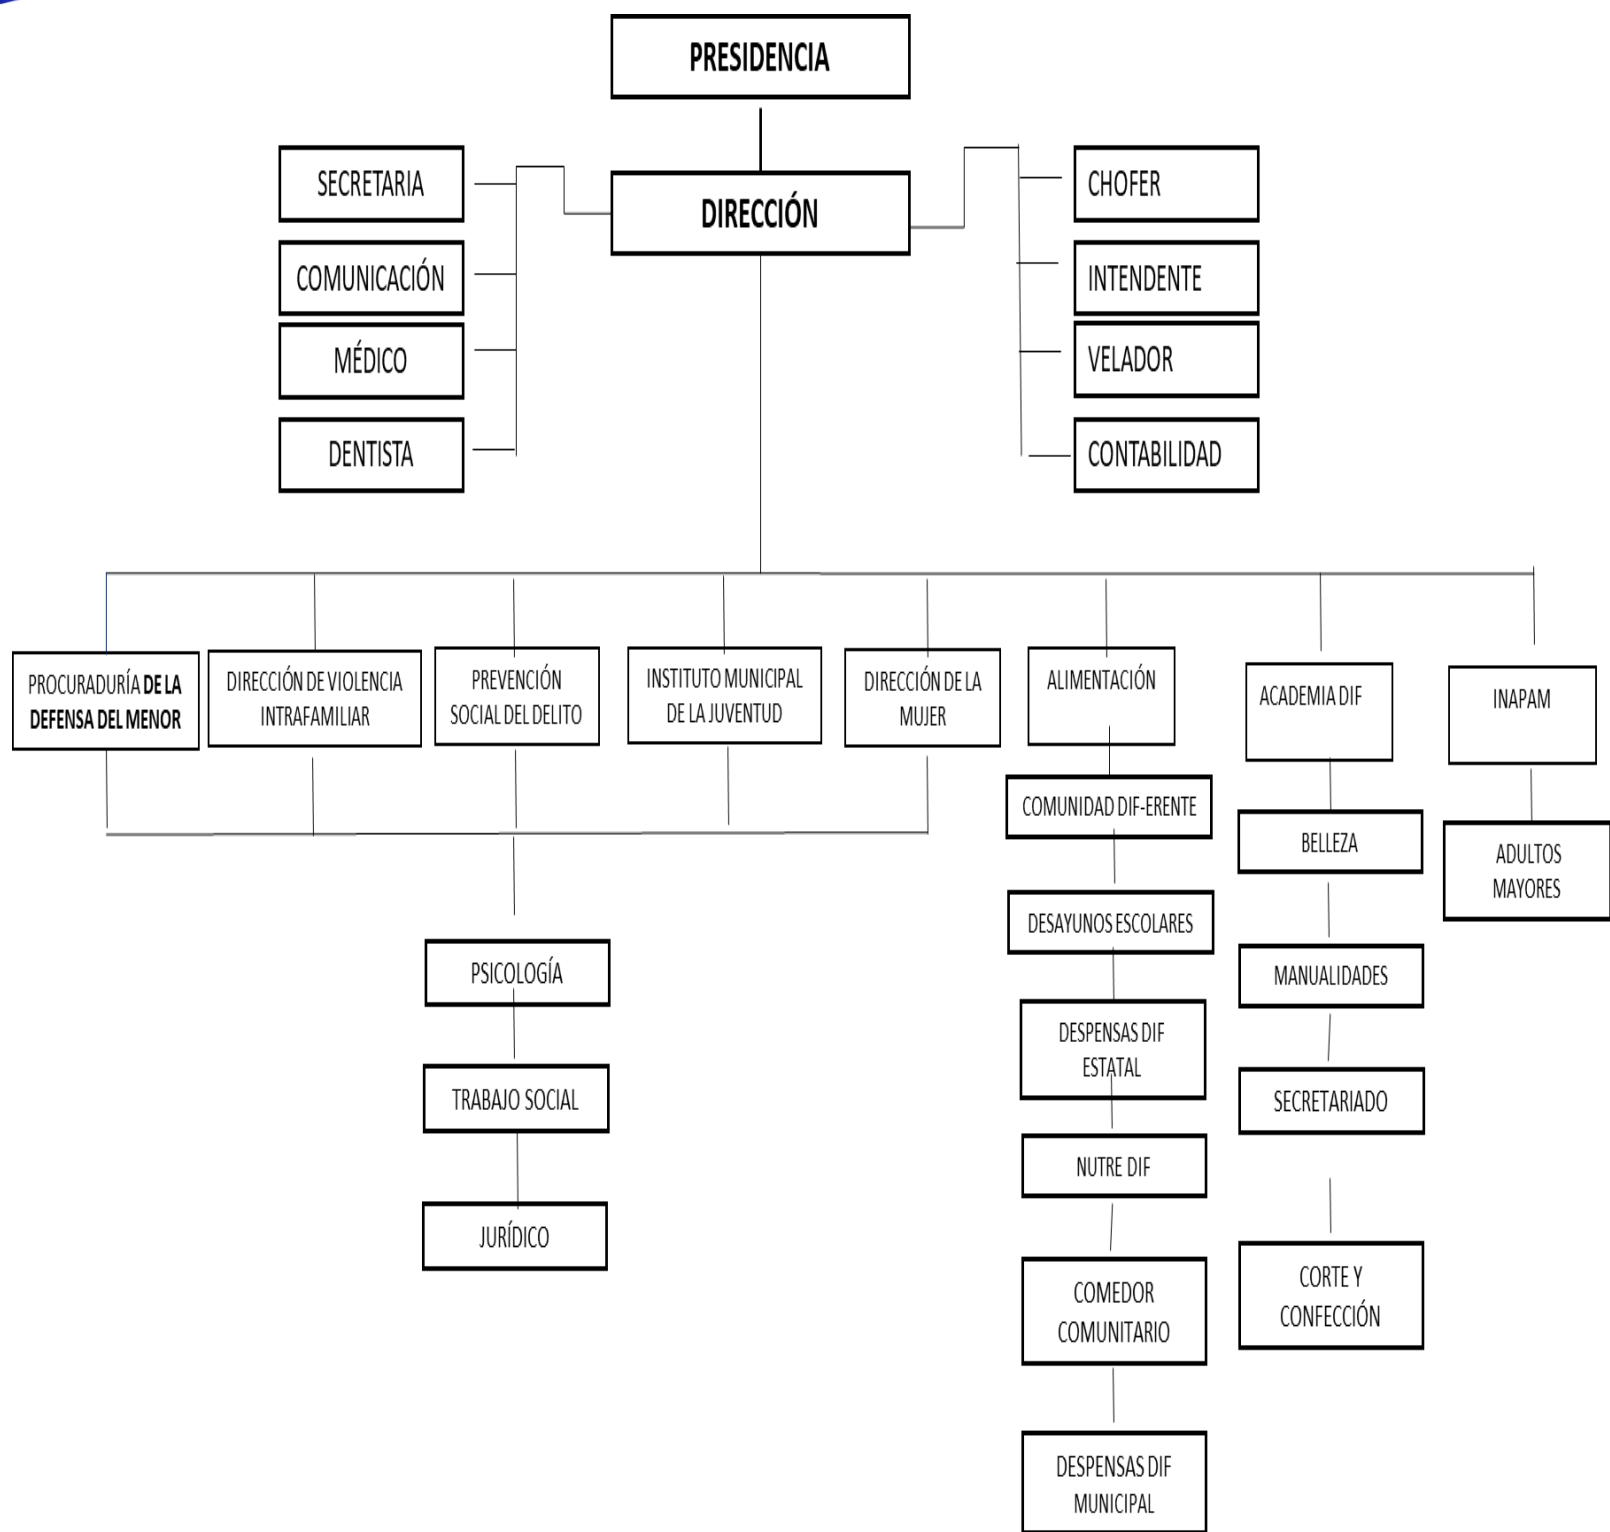 PRESIDENCIA
DIRECCIÓN
SECRETARIA
COMUNICACIÓN
MÉDICO
DENTISTA
CHOFER
INTENDENTE
VELADOR
CONTABILIDAD
PROCURADURÍA DE LA
DEFENSA DEL MENOR
DIRECCIÓN DE VIOLENCIA
INTRAFAMILIAR
PREVENCIÓN
SOCIAL DEL DELITO
INSTITUTO MUNICIPAL
DE LA JUVENTUD
DIRECCIÓN DE LA
MUJER
ALIMENTACIÓN
ACADEMIA DIF
INAPAM
PSICOLOGÍA
TRABAJO SOCIAL
JURÍDICO
COMUNIDAD DIF-ERENTE
DESAYUNOS ESCOLARES
DESPENSAS DIF
ESTATAL
NUTRE DIF
COMEDOR
COMUNITARIO
DESPENSAS DIF
MUNICIPAL
BELLEZA
MANUALIDADES
SECRETARIADO
CORTE Y
CONFECCIÓN
ADULTOS
MAYORES